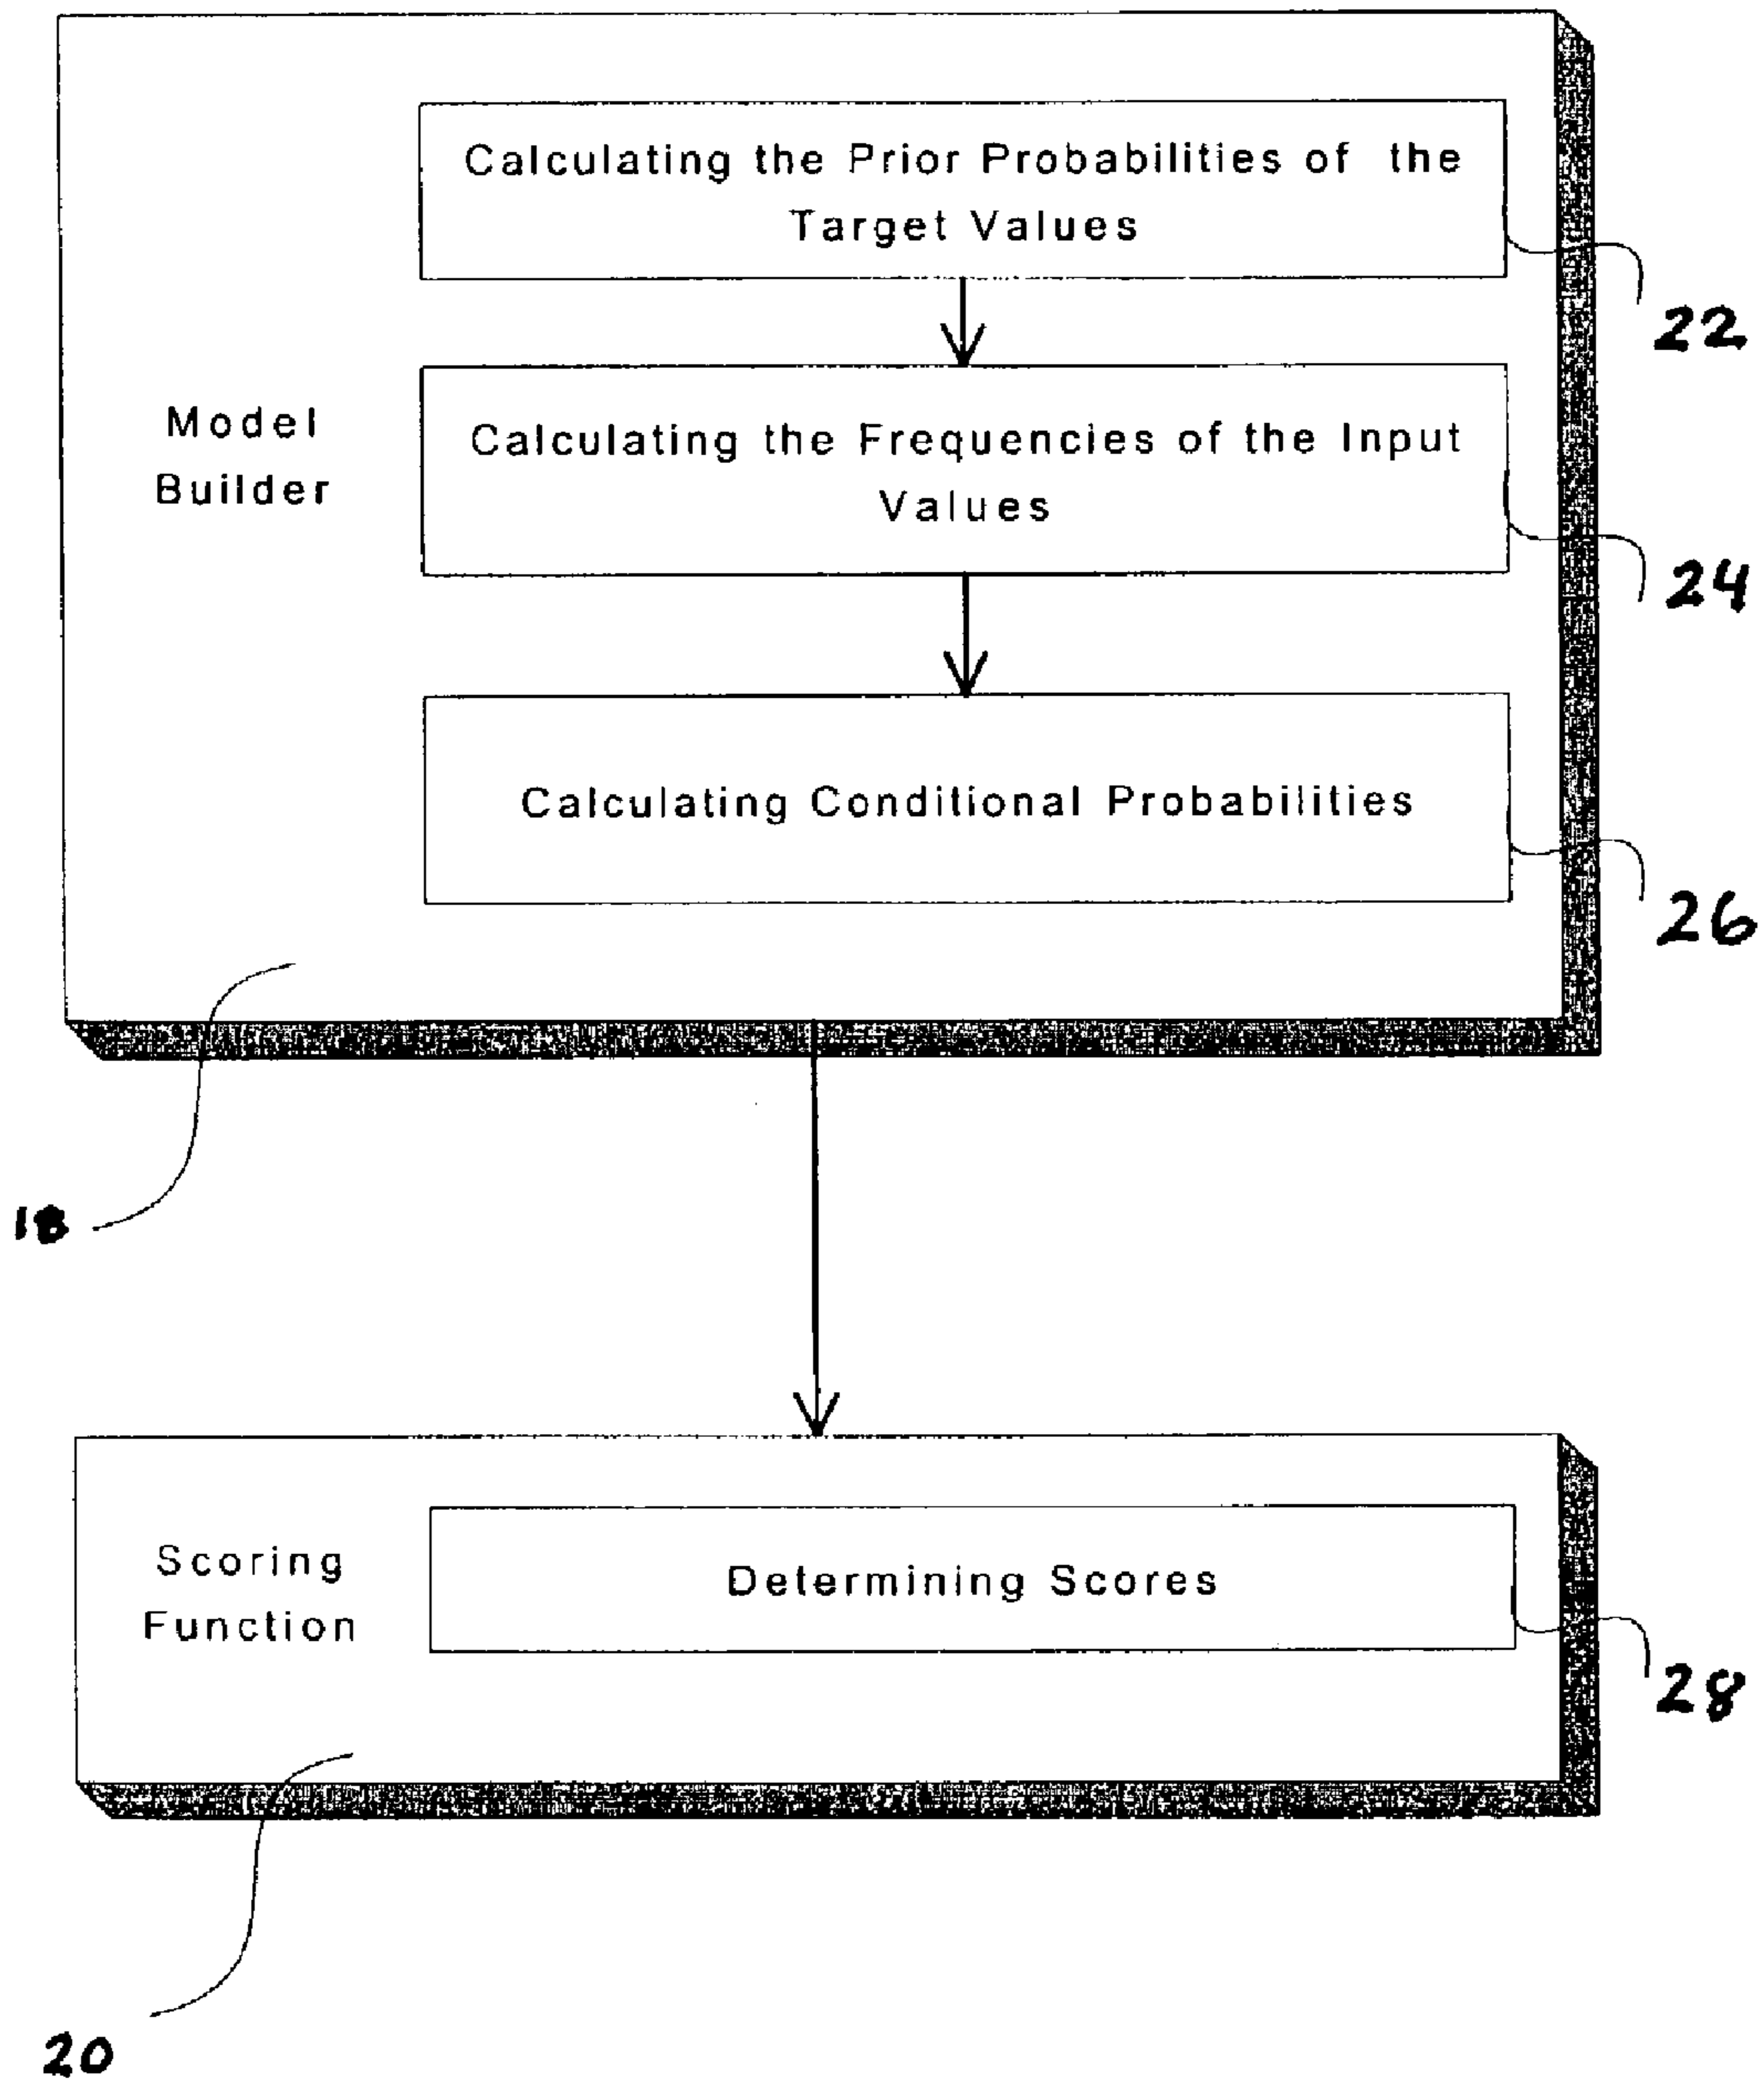 Calculating the Prior Probabilities of the
Target Values
22
Model
Builder
Calculating the Frequencies of the Input
Values
24
Calculating Conditional Probabilities
26
18
Scoring
Function
Determining Scores
28
20